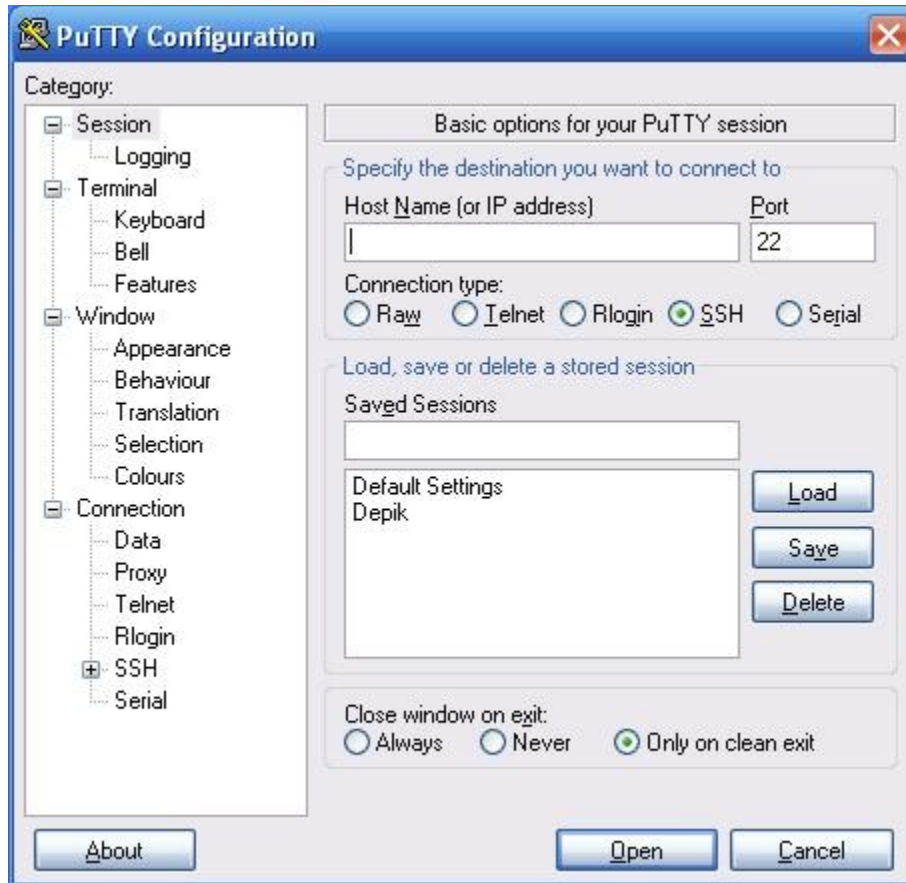 PuTTY Configuration
Category:
Session
Logging
Terminal
Keyboard
Bell
Features
Window
Appearance
Behaviour
Translation
Selection
Colours
Connection
Data
Proxy
Telnet
Rlogin
SSH
Serial
Basic options for your PuTTY session
Specify the destination you want to connect to
Host Name (or IP address) Port
22
Connection type:
Raw Telnet Rlogin SSH Serial
Load, save or delete a stored session
Saved Sessions
Default Settings
Depik
Load
Save
Delete
Close window on exit:
Always Never Only on clean exit
About Open Cancel